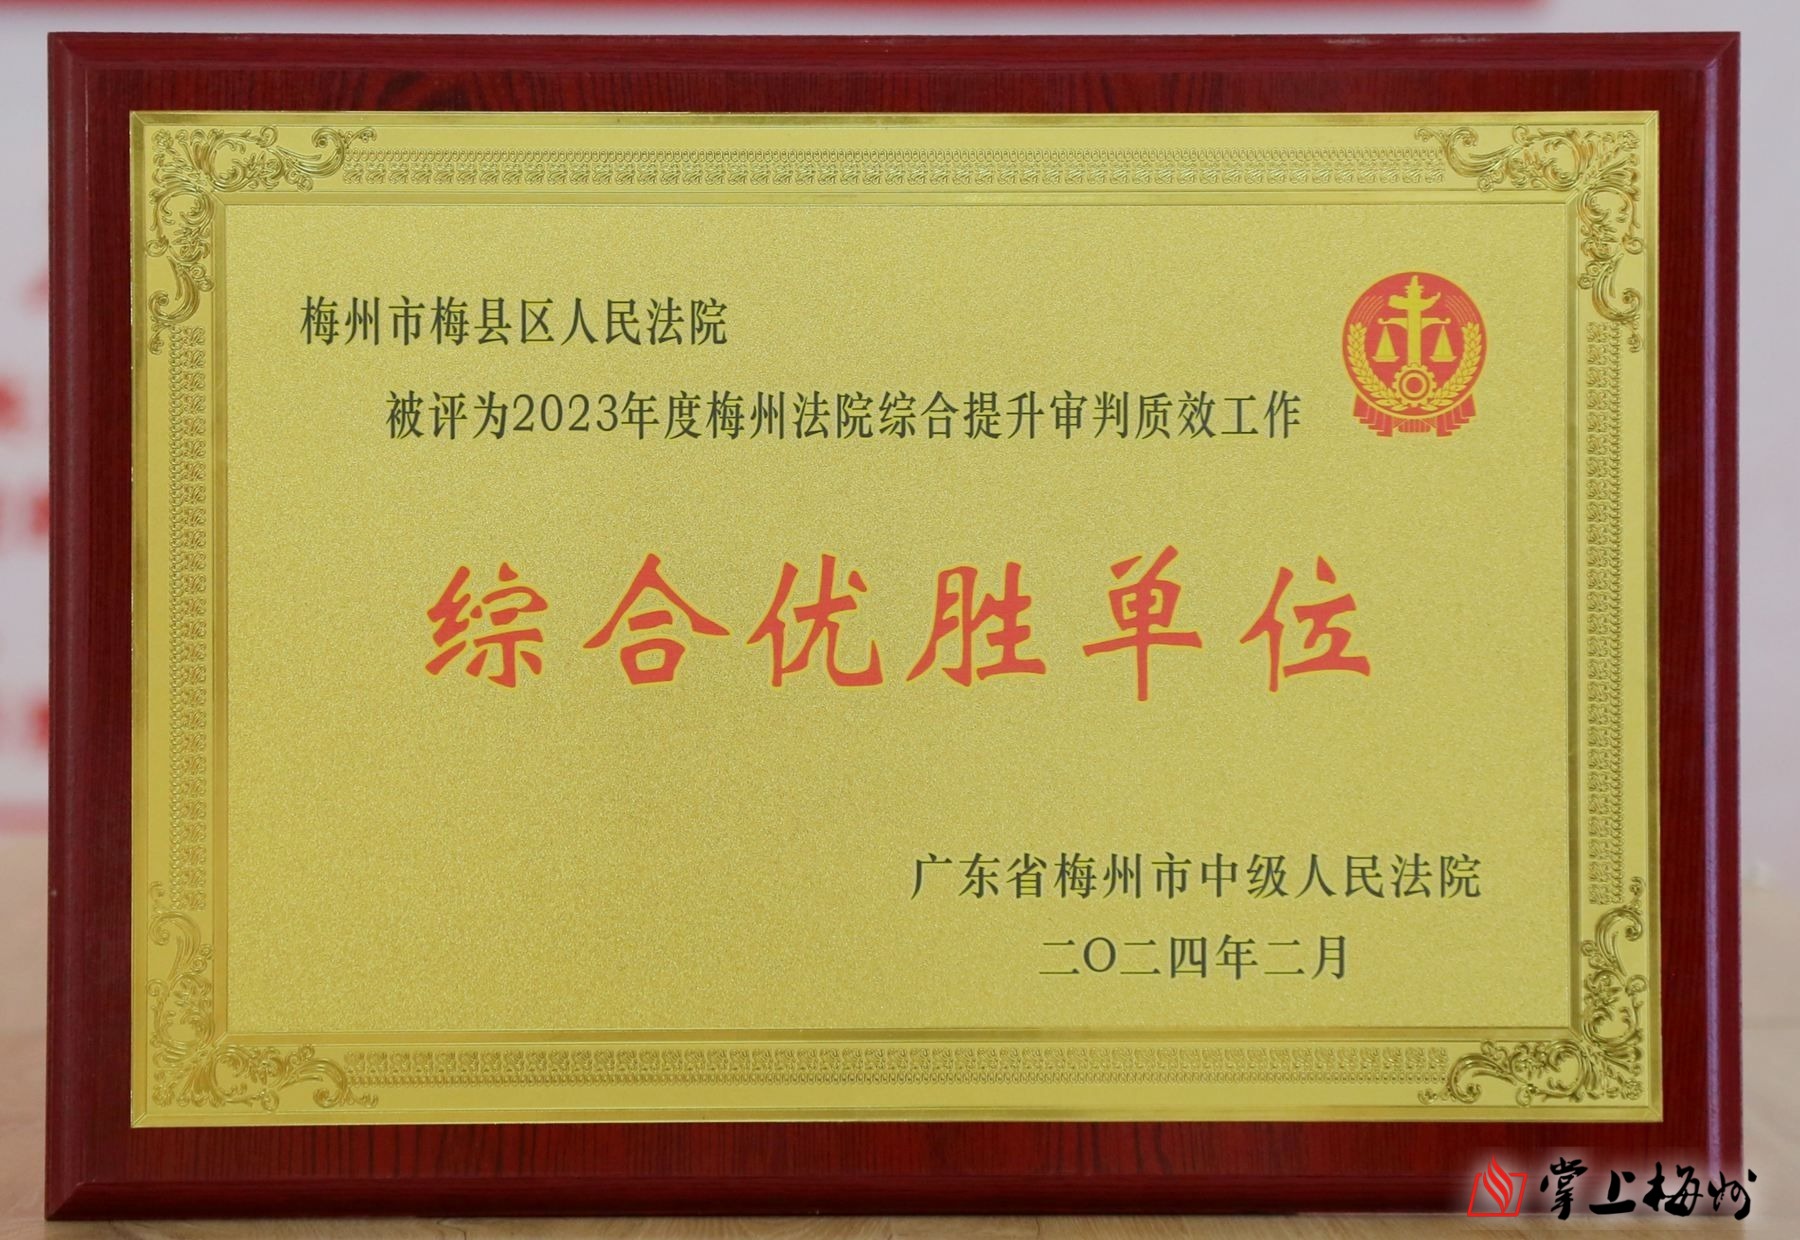 梅州市梅县区人民法院
被评为2023年度梅州法院综合提升审判质效工作
综合优胜单位
广东省梅州市中级人民法院
二〇二四年二月
掌上梅州